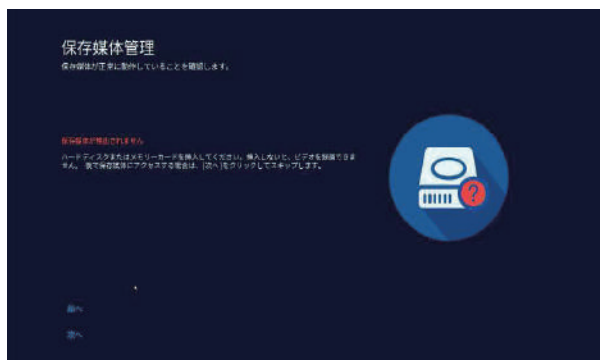 保存媒体管理
保存媒体が正常に動作していることを確認します。
保存媒体が検出されません
ハードディスクまたはメモリーカードを挿入してください。挿入しないと、ビデオを録画できま
せん。 後で保存媒体にアクセスする場合は、[次へ]をクリックしてスキップします。
前へ
次へ